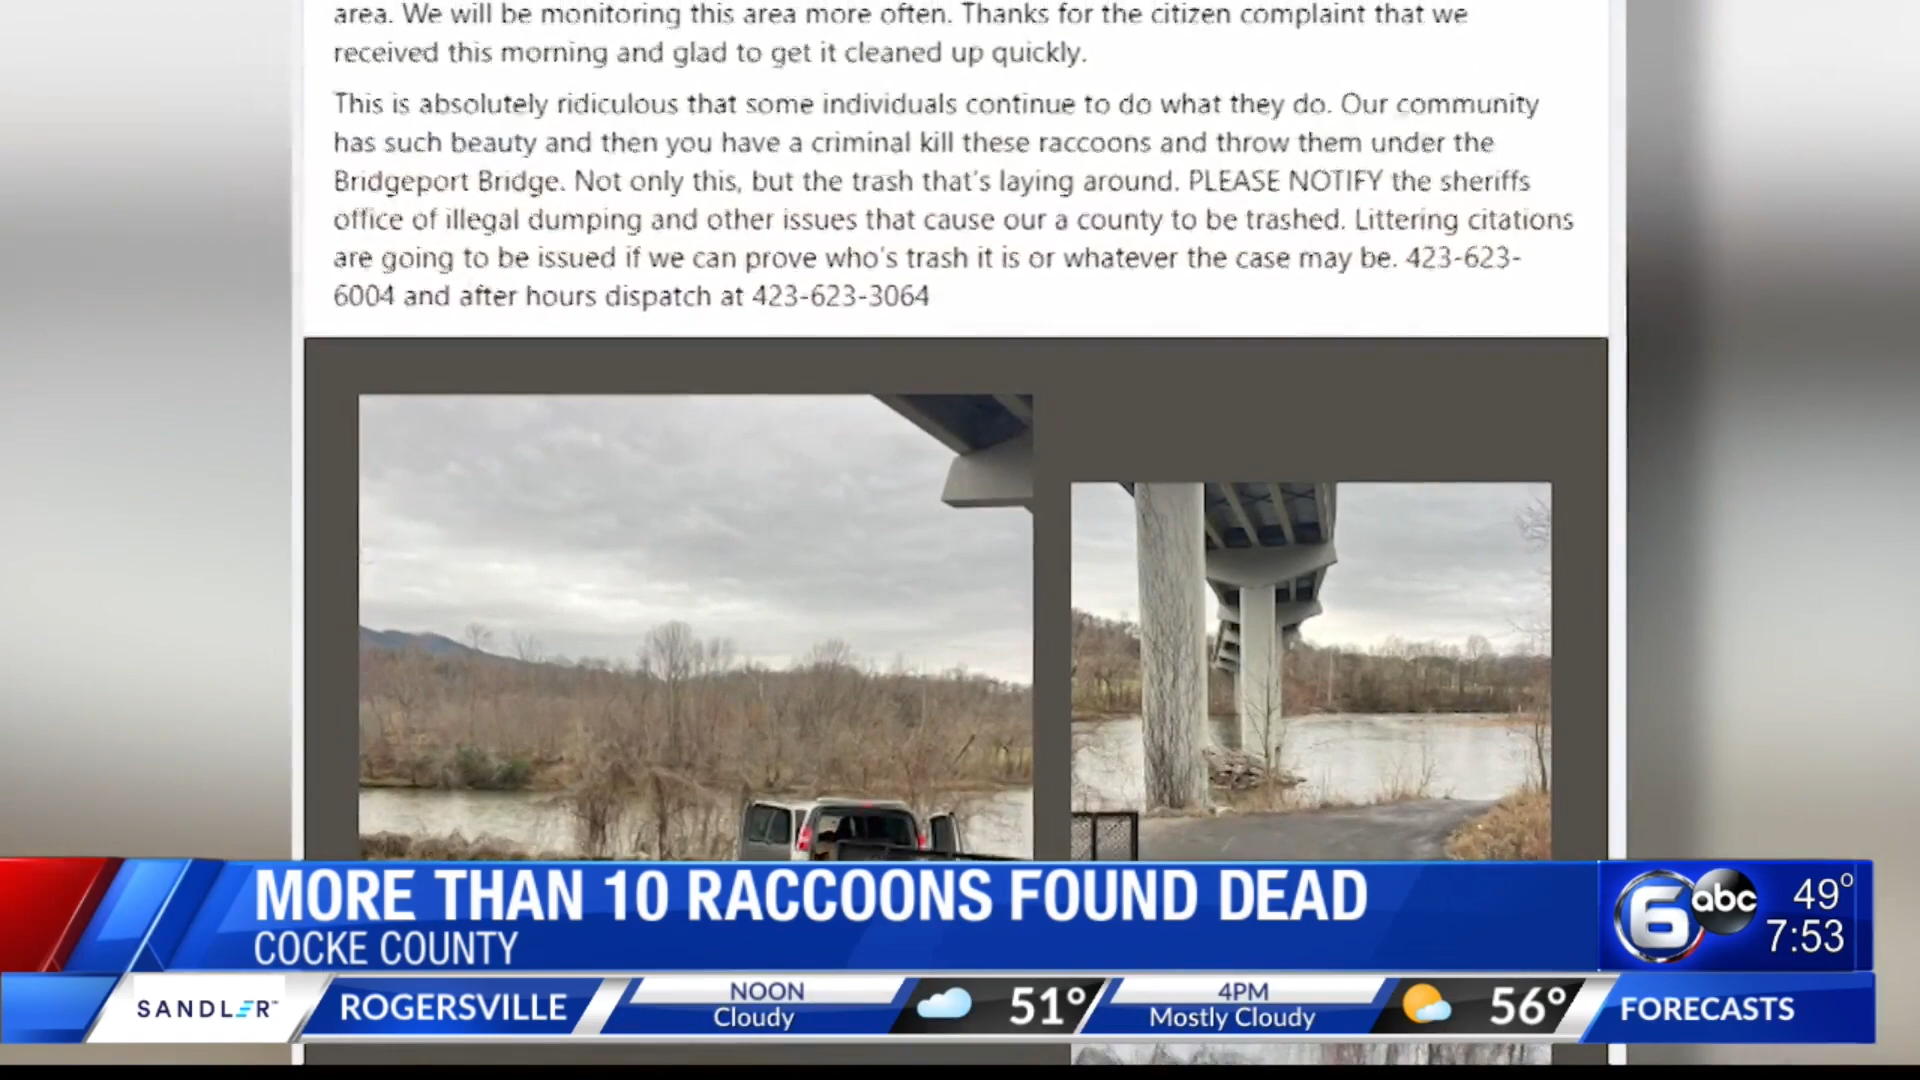 area. We will be monitoring this area more often. Thanks for the citizen complaint that we
received this morning and glad to get it cleaned up quickly.
This is absolutely ridiculous that some individuals continue to do what they do. Our community
has such beauty and then you have a criminal kill these raccoons and throw them under the
Bridgeport Bridge. Not only this, but the trash that's laying around. PLEASE NOTIFY the sheriffs
office of illegal dumping and other issues that cause our a county to be trashed. Littering citations
are going to be issued if we can prove who's trash it is or whatever the case may be. 423-623-
6004 and after hours dispatch at 423-623-3064
MORE THAN 10 RACCOONS FOUND DEAD
COCKE COUNTY
6 abc
49°
7:53
SANDLER™
ROGERSVILLE
NOON
Cloudy
51°
4PM
Mostly Cloudy
56°
FORECASTS